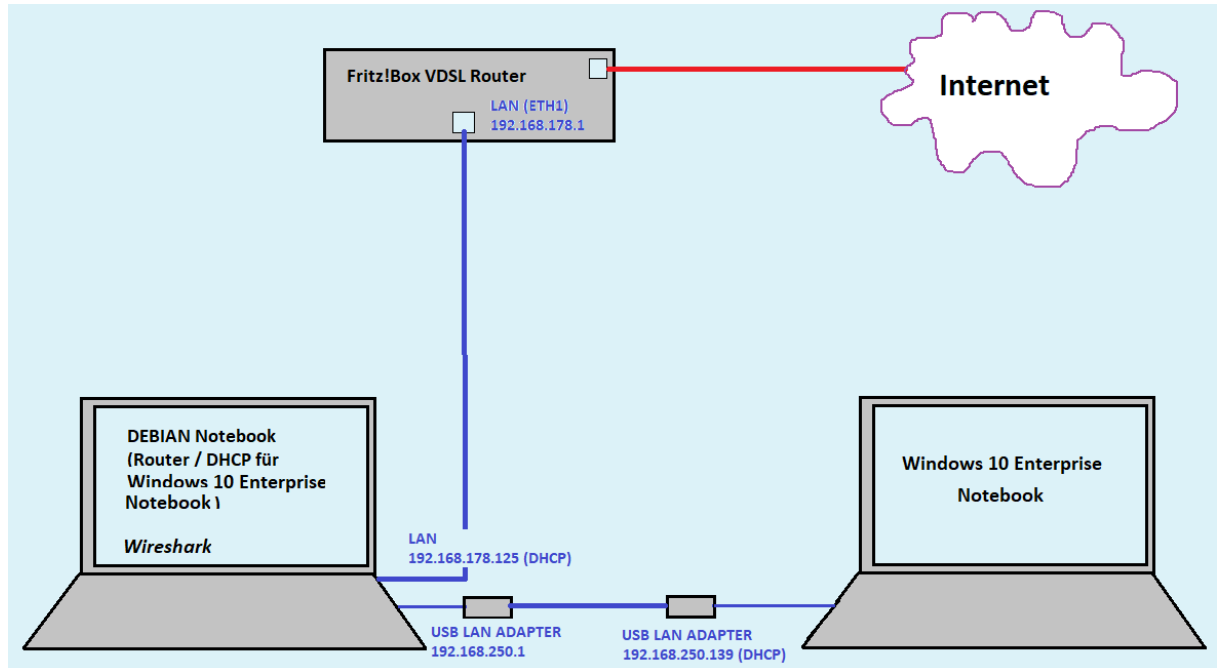 Fritz!Box VDSL Router
LAN (ETH1)
192.168.178.1
Internet
DEBIAN Notebook
(Router / DHCP für
Windows 10 Enterprise
Notebook)
Wireshark
Windows 10 Enterprise
Notebook
LAN
192.168.178.125 (DHCP)
USB LAN ADAPTER
192.168.250.1
USB LAN ADAPTER
192.168.250.139 (DHCP)